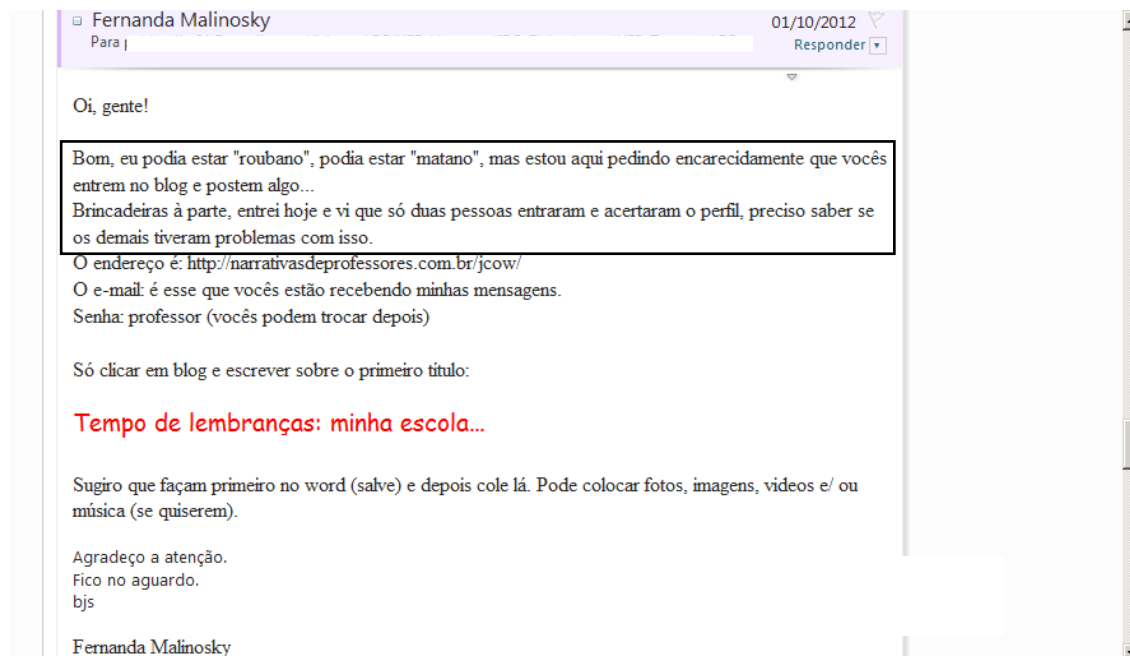 Fernanda Malinosky
01/10/2012
Para
Responder
Oi, gente!
Bom, eu podia estar "roubano", podia estar "matano", mas estou aqui pedindo encarecidamente que vocês
entrem no blog e postem algo...
Brincadeiras à parte, entrei hoje e vi que só duas pessoas entraram e acertaram o perfil, preciso saber se
os demais tiveram problemas com isso.
O endereço é: http://narrativasdeprofessores.com.br/jcow/
O e-mail: é esse que vocês estão recebendo minhas mensagens.
Senha: professor (vocês podem trocar depois)
Só clicar em blog e escrever sobre o primeiro título:
Tempo de lembranças: minha escola...
Sugiro que façam primeiro no word (salve) e depois cole lá. Pode colocar fotos, imagens, videos e/ ou
música (se quiserem).
Agradeço a atenção.
Fico no aguardo.
bjs
Fernanda Malinosky